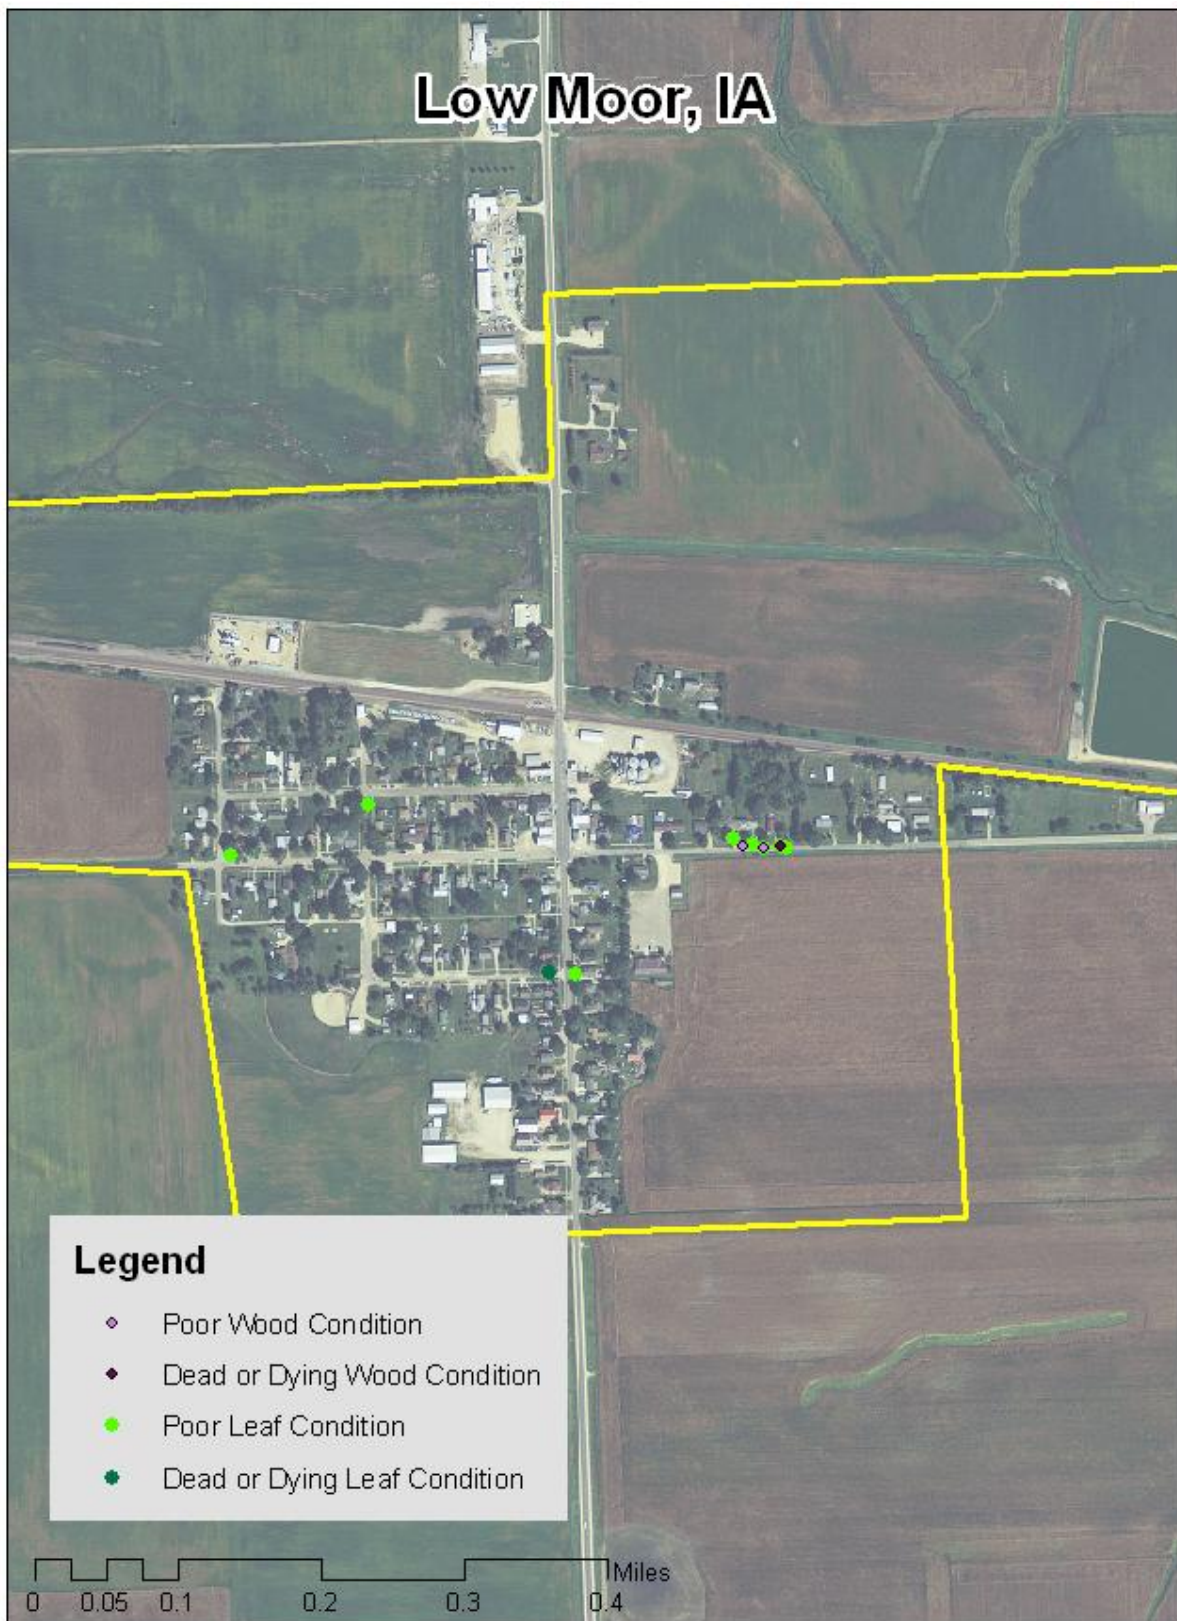 Low Moor, IA
Legend
Poor Wood Condition
Dead or Dying Wood Condition
Poor Leaf Condition
Dead or Dying Leaf Condition
Miles
0 0.05 0.1 0.2 0.3 0.4